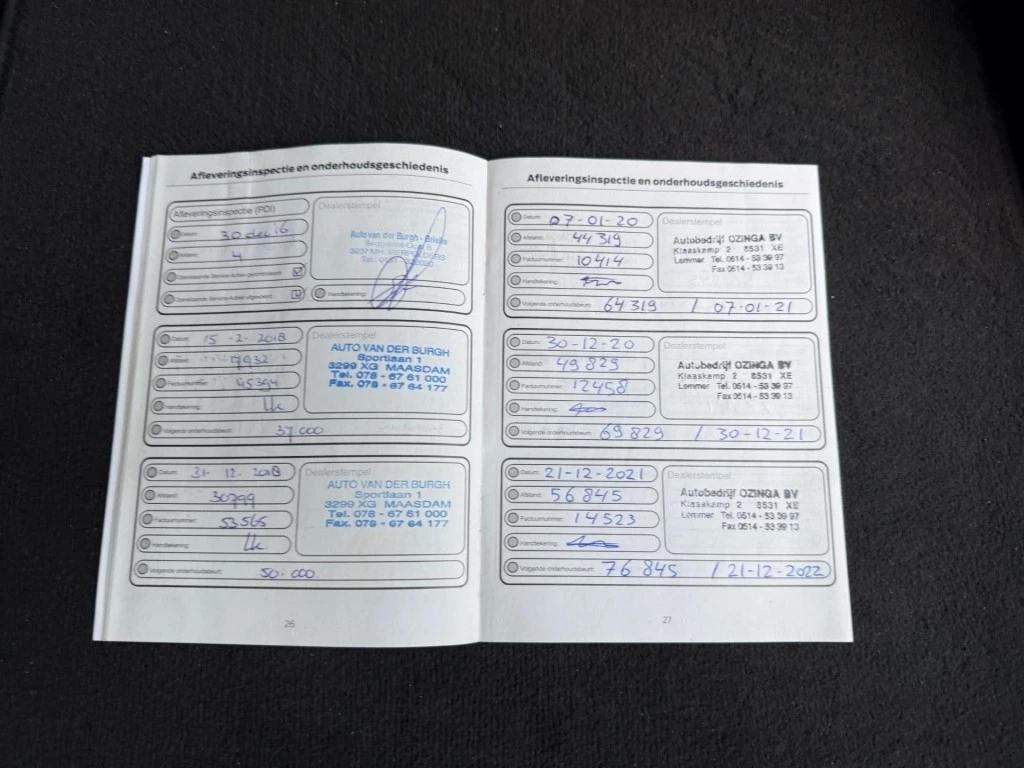 Afleveringsinspectie en onderhoudsgeschiedenis
Afleveringsinspectie (PDI)
Datum: 30 dec 16
Afstand: 4
Handtekening:
Dealerstempel
Auto van der Burgh - Brielle
Datum: 15-2-2018
Afstand: 17932
Factuurnummer: 45394
Handtekening:
Volgende onderhoudsbeurt: 37000
Dealerstempel
AUTO VAN DER BURGH
Sportlaan 1
3299 XG MAASDAM
Tel. 078 - 67 61 000
Fax. 078 - 67 64 177
Datum: 31-12-2018
Afstand: 30799
Factuurnummer: 53565
Handtekening:
Volgende onderhoudsbeurt: 50.000
Dealerstempel
AUTO VAN DER BURGH
Sportlaan 1
3299 XG MAASDAM
Tel. 078 - 67 61 000
Fax. 078 - 67 64 177
26
Afleveringsinspectie en onderhoudsgeschiedenis
Datum: 07-01-20
Afstand: 44319
Factuurnummer: 10414
Handtekening:
Volgende onderhoudsbeurt: 64319 / 07-01-21
Dealerstempel
Autobedrijf OZINGA BV
Klaaskamp 2 8531 XE
Lemmer Tel. 0514 - 53 39 97
Fax 0514 - 53 39 13
Datum: 30-12-20
Afstand: 49829
Factuurnummer: 12458
Handtekening:
Volgende onderhoudsbeurt: 69829 / 30-12-21
Dealerstempel
Autobedrijf OZINGA BV
Klaaskamp 2 8531 XE
Lemmer Tel. 0514 - 53 39 97
Fax 0514 - 53 39 13
Datum: 21-12-2021
Afstand: 56845
Factuurnummer: 14523
Handtekening:
Volgende onderhoudsbeurt: 76845 / 21-12-2022
Dealerstempel
Autobedrijf OZINGA BV
Klaaskamp 2 8531 XE
Lemmer Tel. 0514 - 53 39 97
Fax 0514 - 53 39 13
27